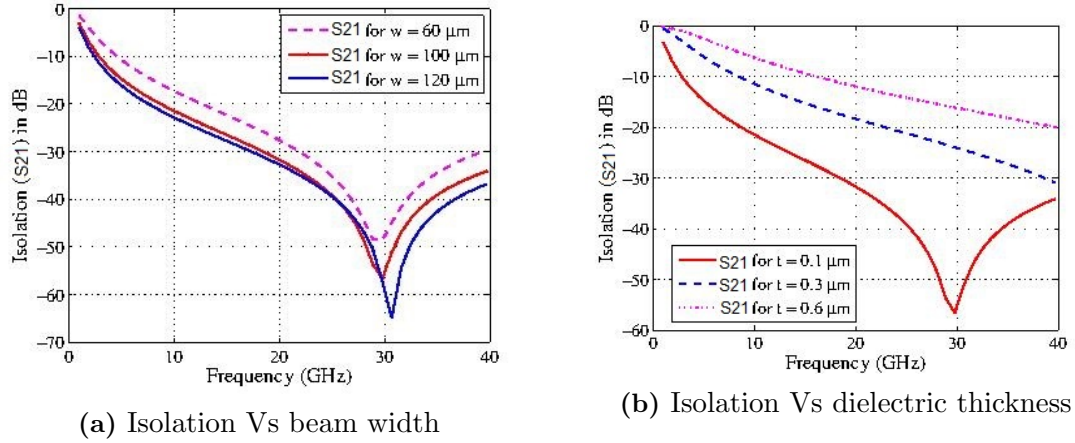 0
−10
−20
−30
−40
−50
−60
−70
Isolation (S21) in dB
S21 for w = 60 μm
S21 for w = 100 μm
S21 for w = 120 μm
0 10 20 30 40
Frequency (GHz)
(a) Isolation Vs beam width
0
−10
−20
−30
−40
−50
−60
Isolation (S21) in dB
S21 for t = 0.1 μm
S21 for t = 0.3 μm
S21 for t = 0.6 μm
0 10 20 30 40
Frequency (GHz)
(b) Isolation Vs dielectric thickness